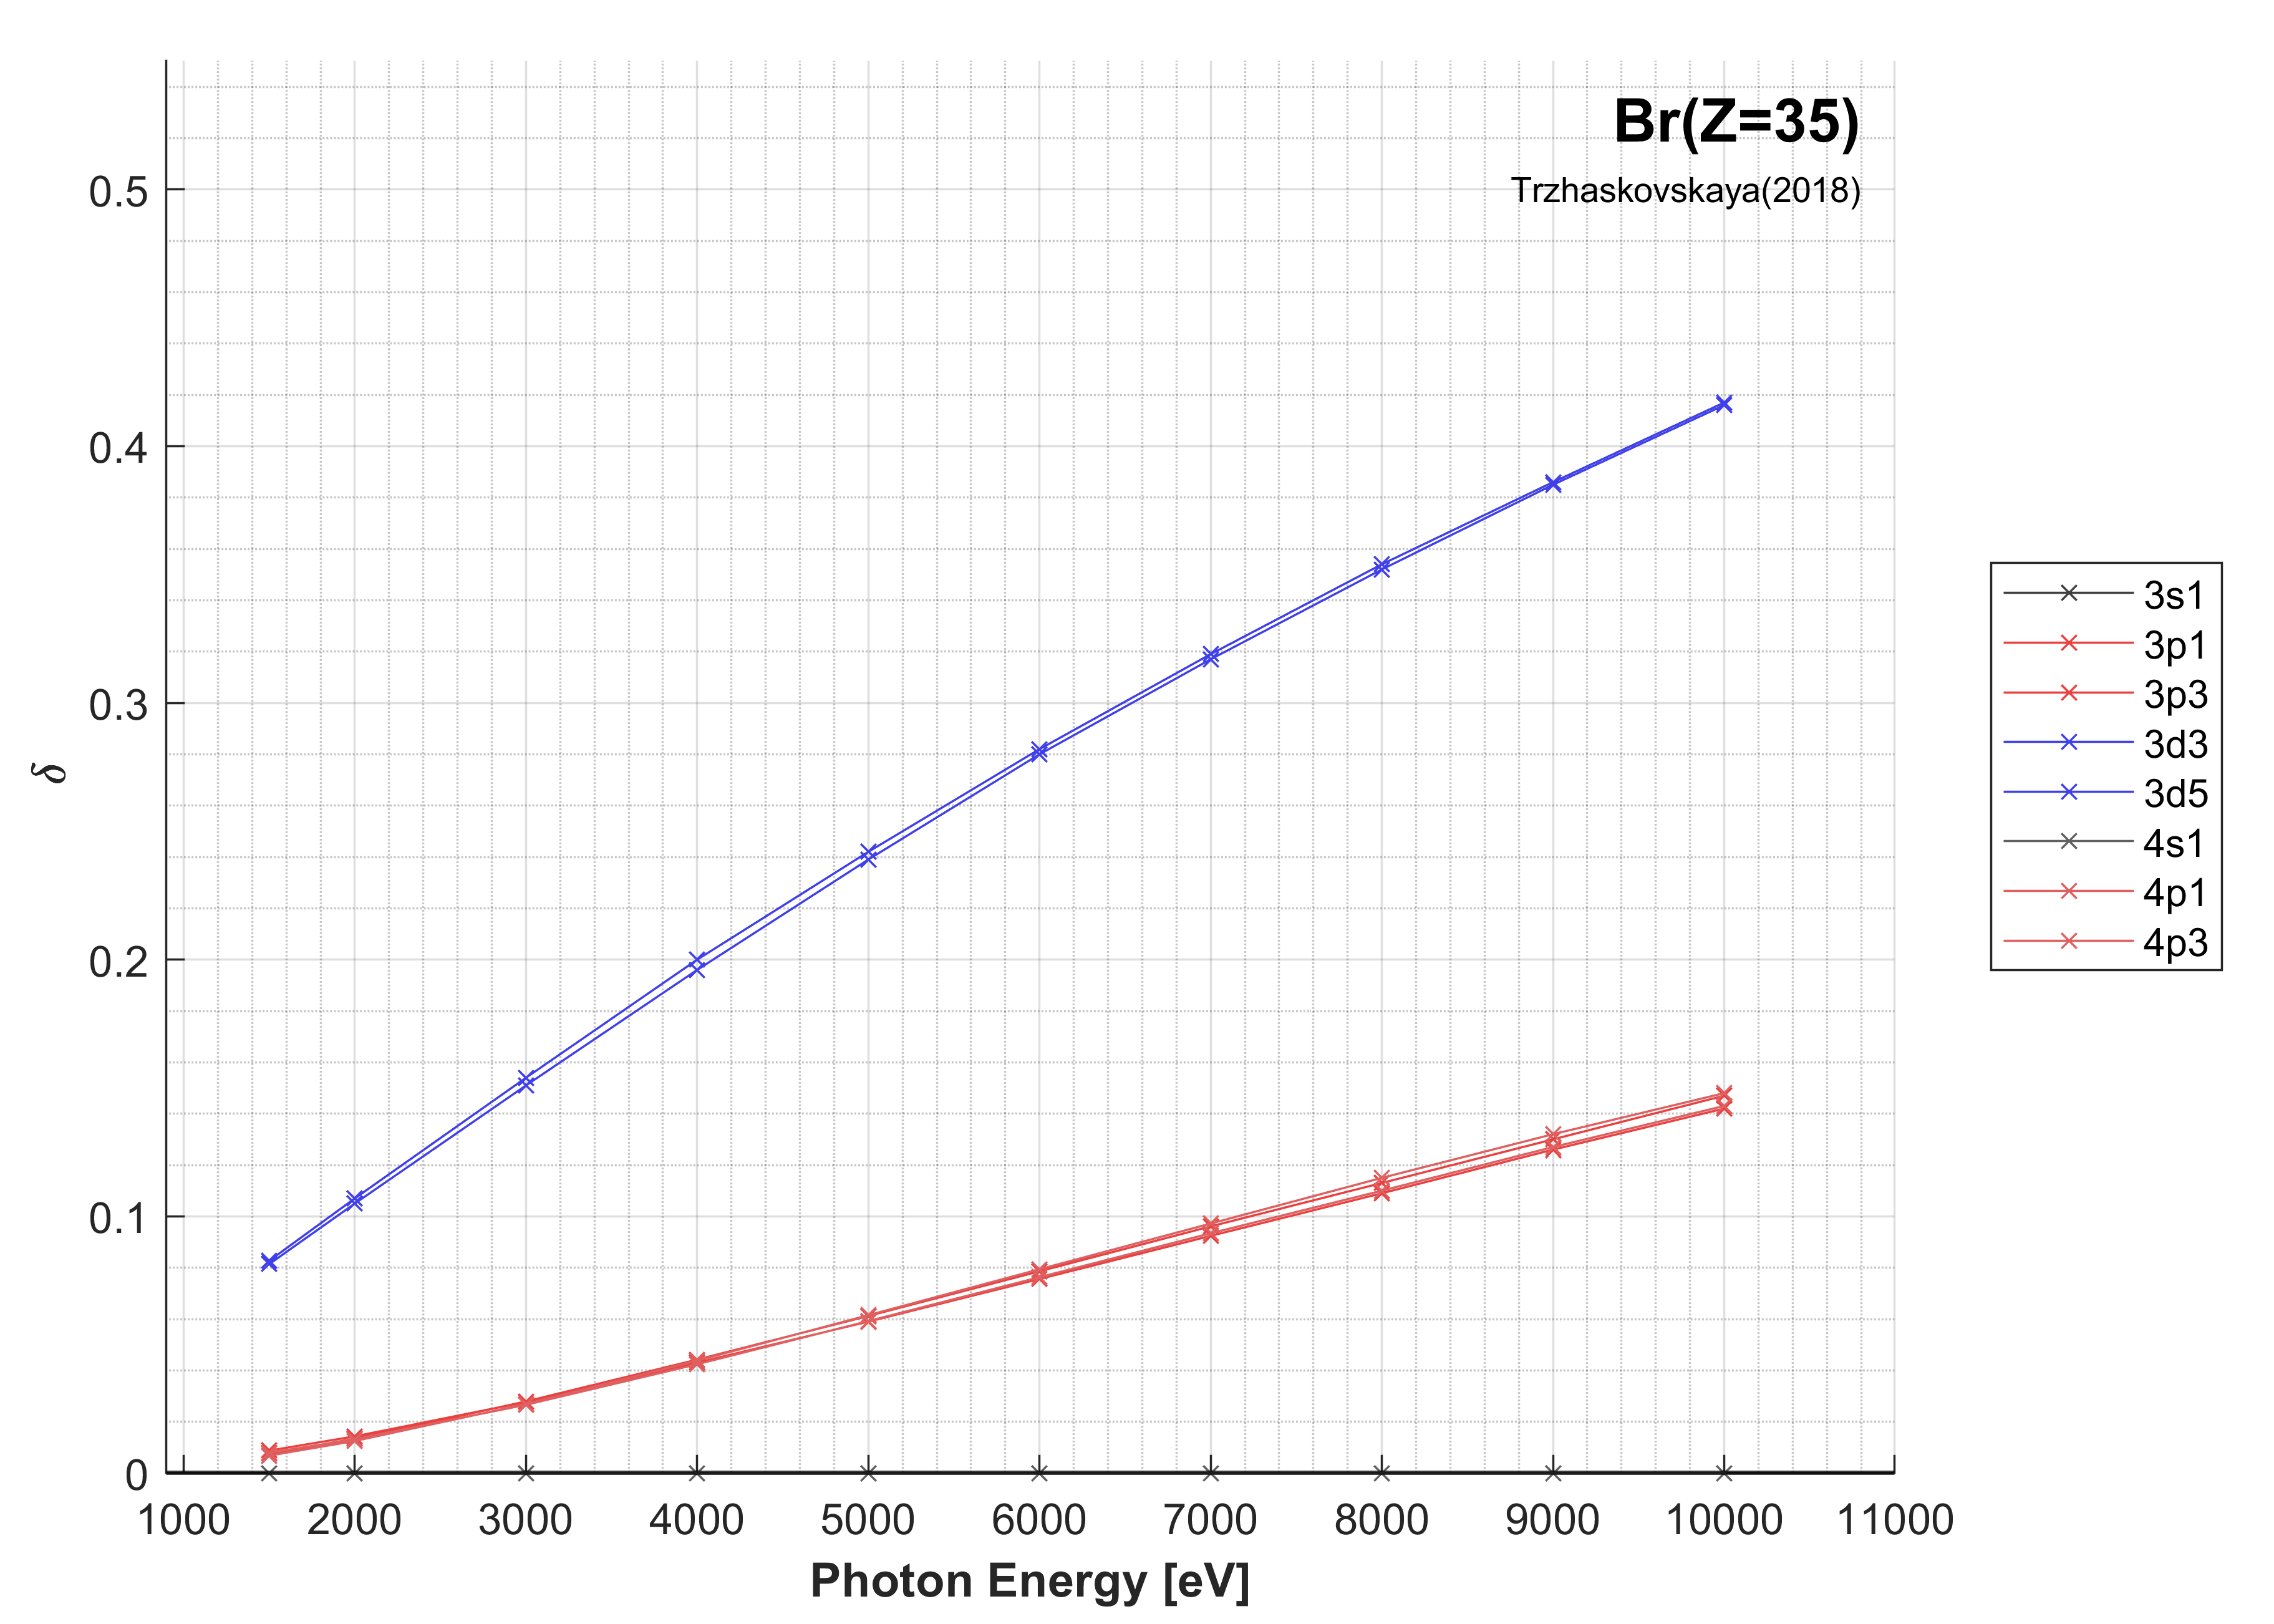 Br(Z=35)
Trzhaskovskaya(2018)
0.5
0.4
0.3
0.2
0.1
0
δ
1000 2000 3000 4000 5000 6000 7000 8000 9000 10000 11000
Photon Energy [eV]
3s1
3p1
3p3
3d3
3d5
4s1
4p1
4p3